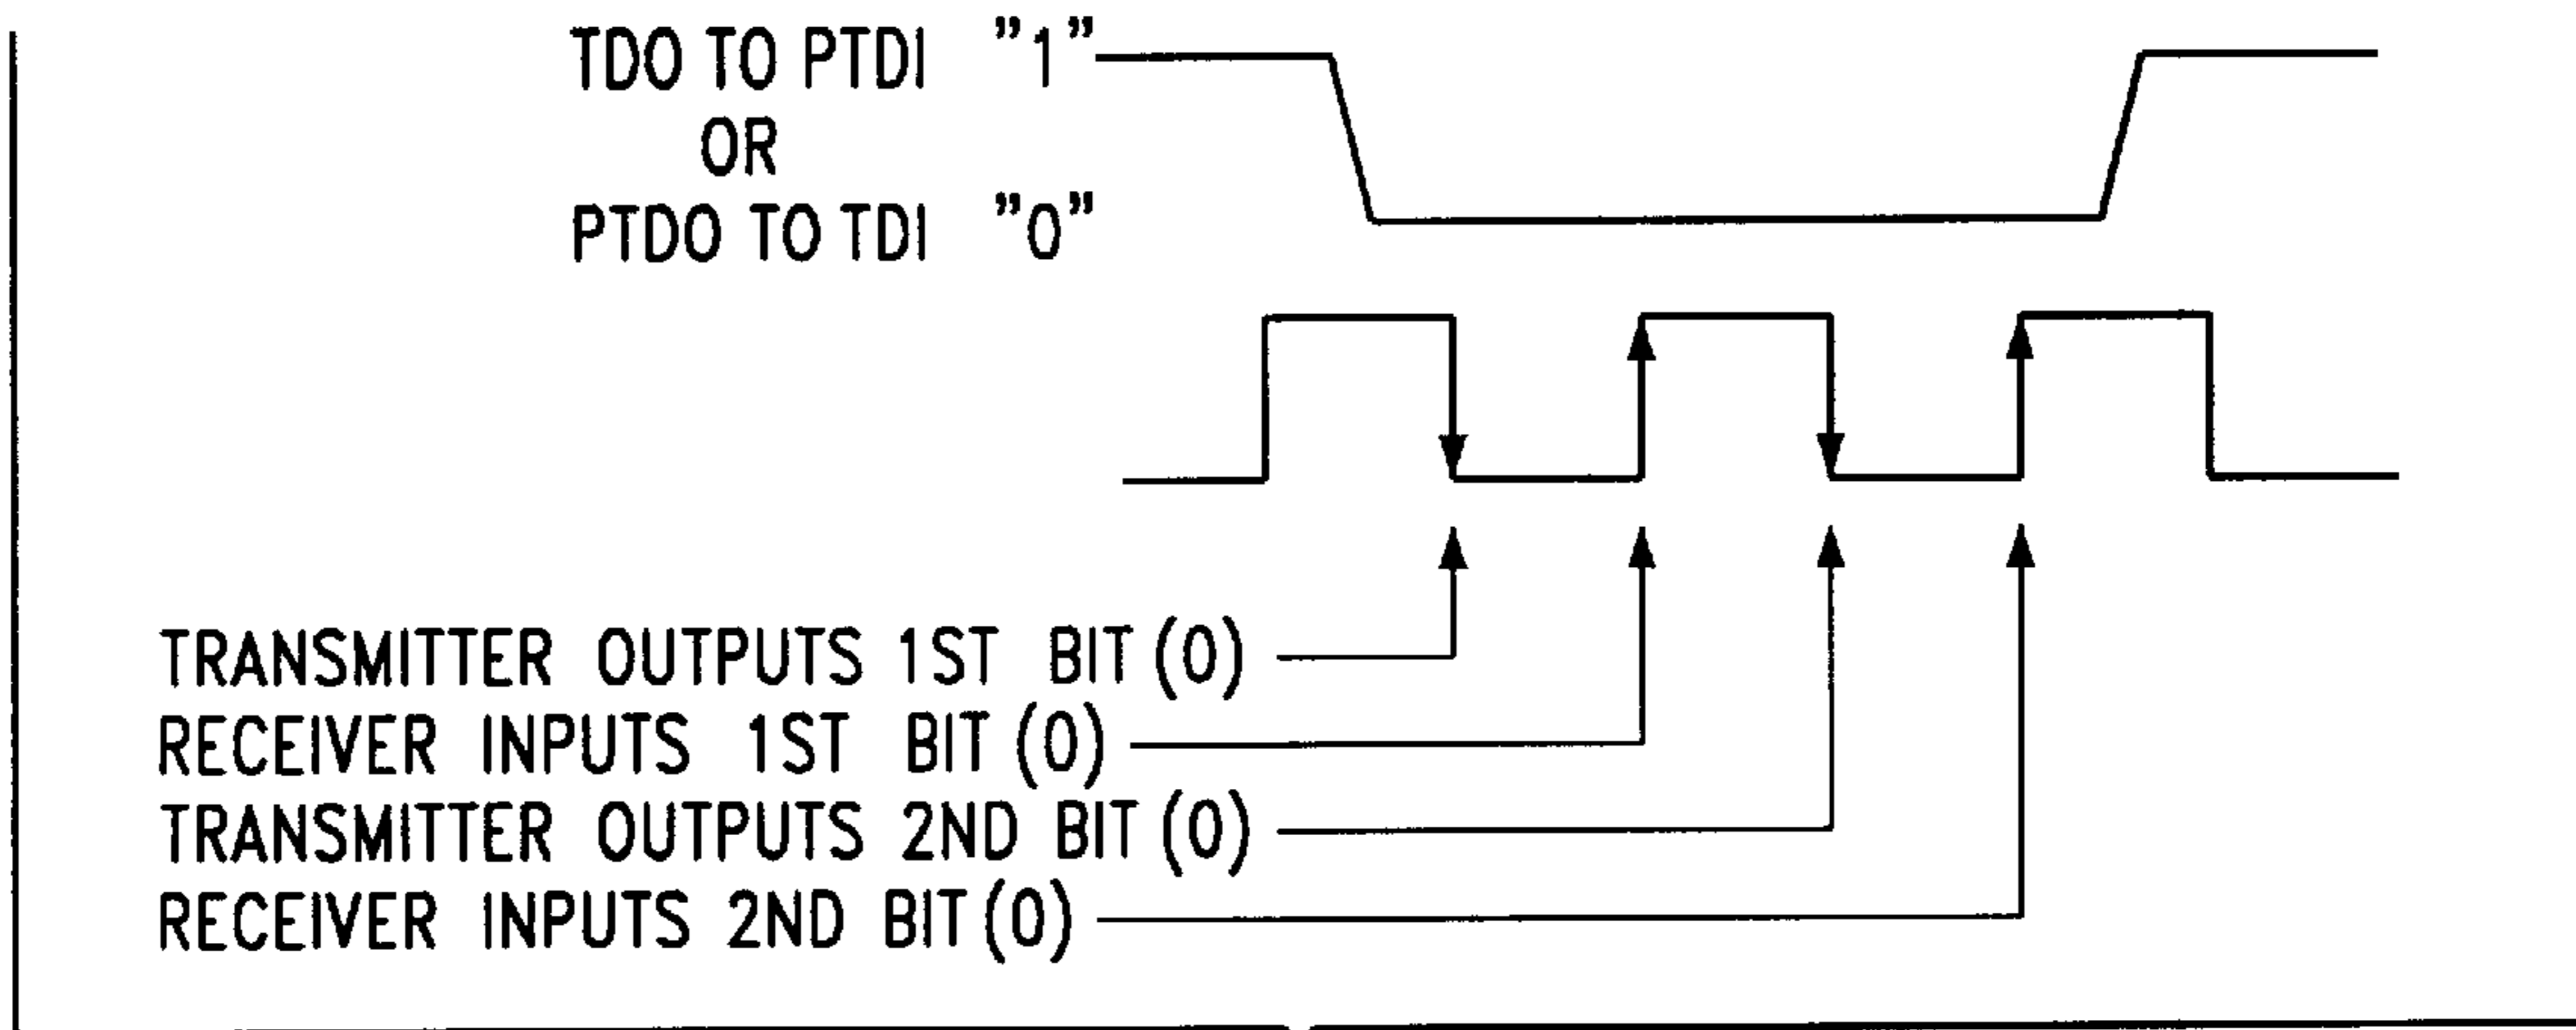 TDO TO PTDI ”1”
OR
PTDO TO TDI ”0”
TRANSMITTER OUTPUTS 1ST BIT (0)
RECEIVER INPUTS 1ST BIT (0)
TRANSMITTER OUTPUTS 2ND BIT (0)
RECEIVER INPUTS 2ND BIT (0)